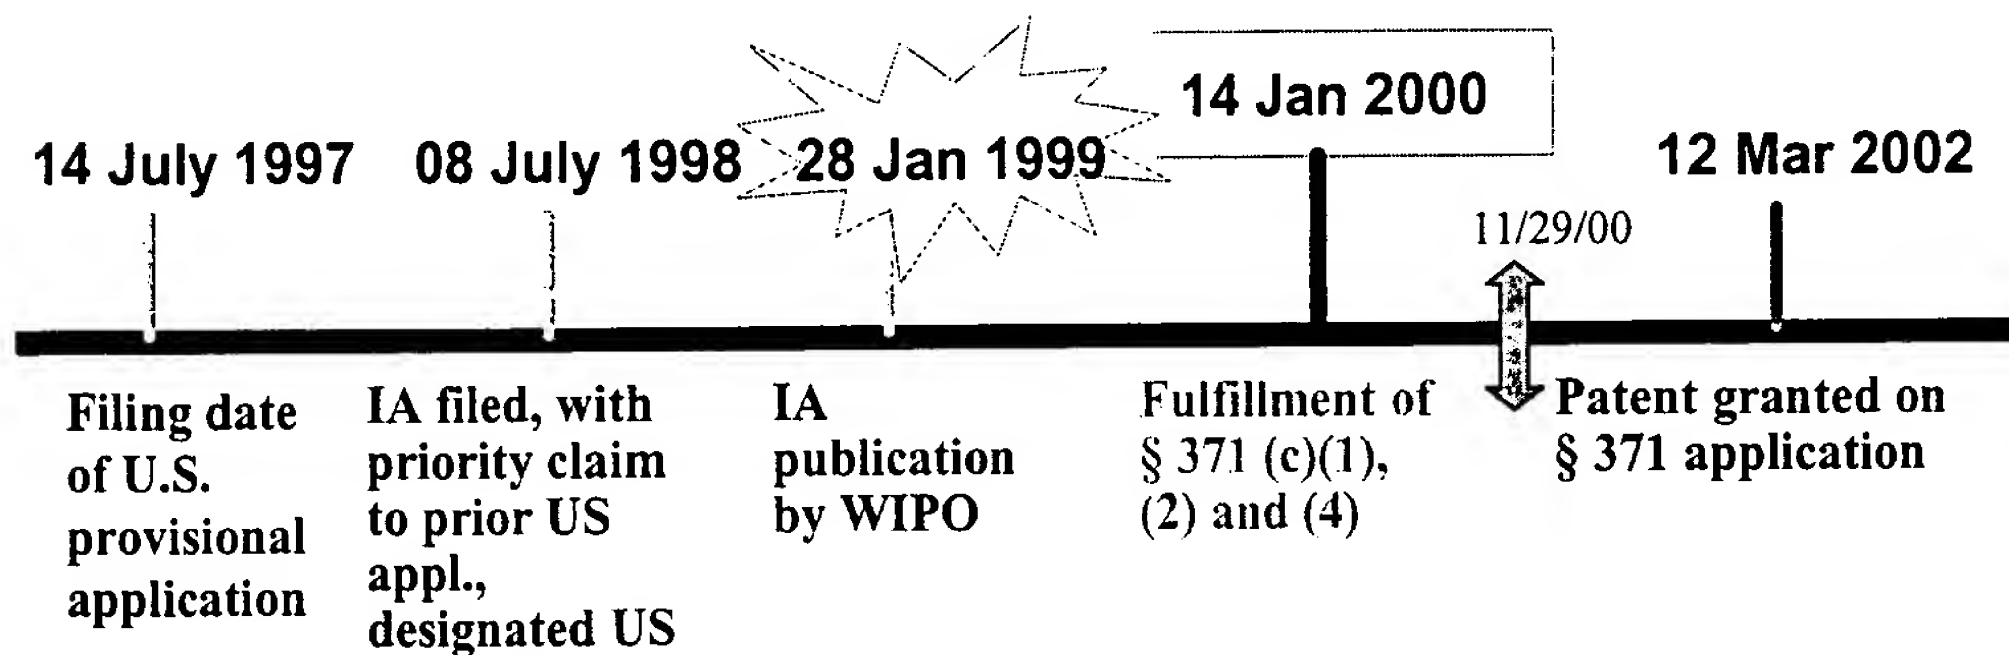 14 July 1997
08 July 1998
28 Jan 1999
14 Jan 2000
12 Mar 2002
11/29/00
Filing date
of U.S.
provisional
application
IA filed, with
priority claim
to prior US
appl.,
designated US
IA
publication
by WIPO
Fulfillment of
§ 371 (c)(1),
(2) and (4)
Patent granted on
§ 371 application